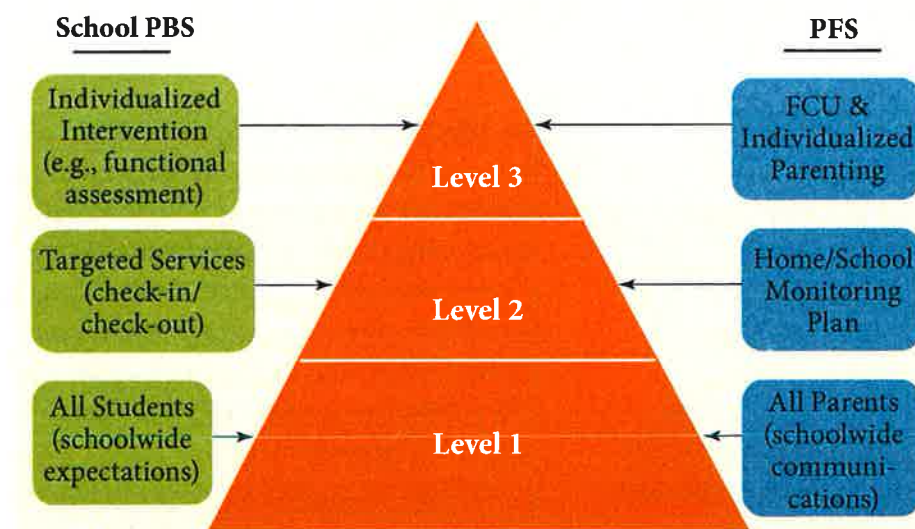 School PBS
Individualized
Intervention
(e.g., functional
assessment)
Targeted Services
(check-in/
check-out)
All Students
(schoolwide
expectations)
Level 3
Level 2
Level 1
PFS
FCU &
Individualized
Parenting
Home/School
Monitoring
Plan
All Parents
(schoolwide
communi-
cations)